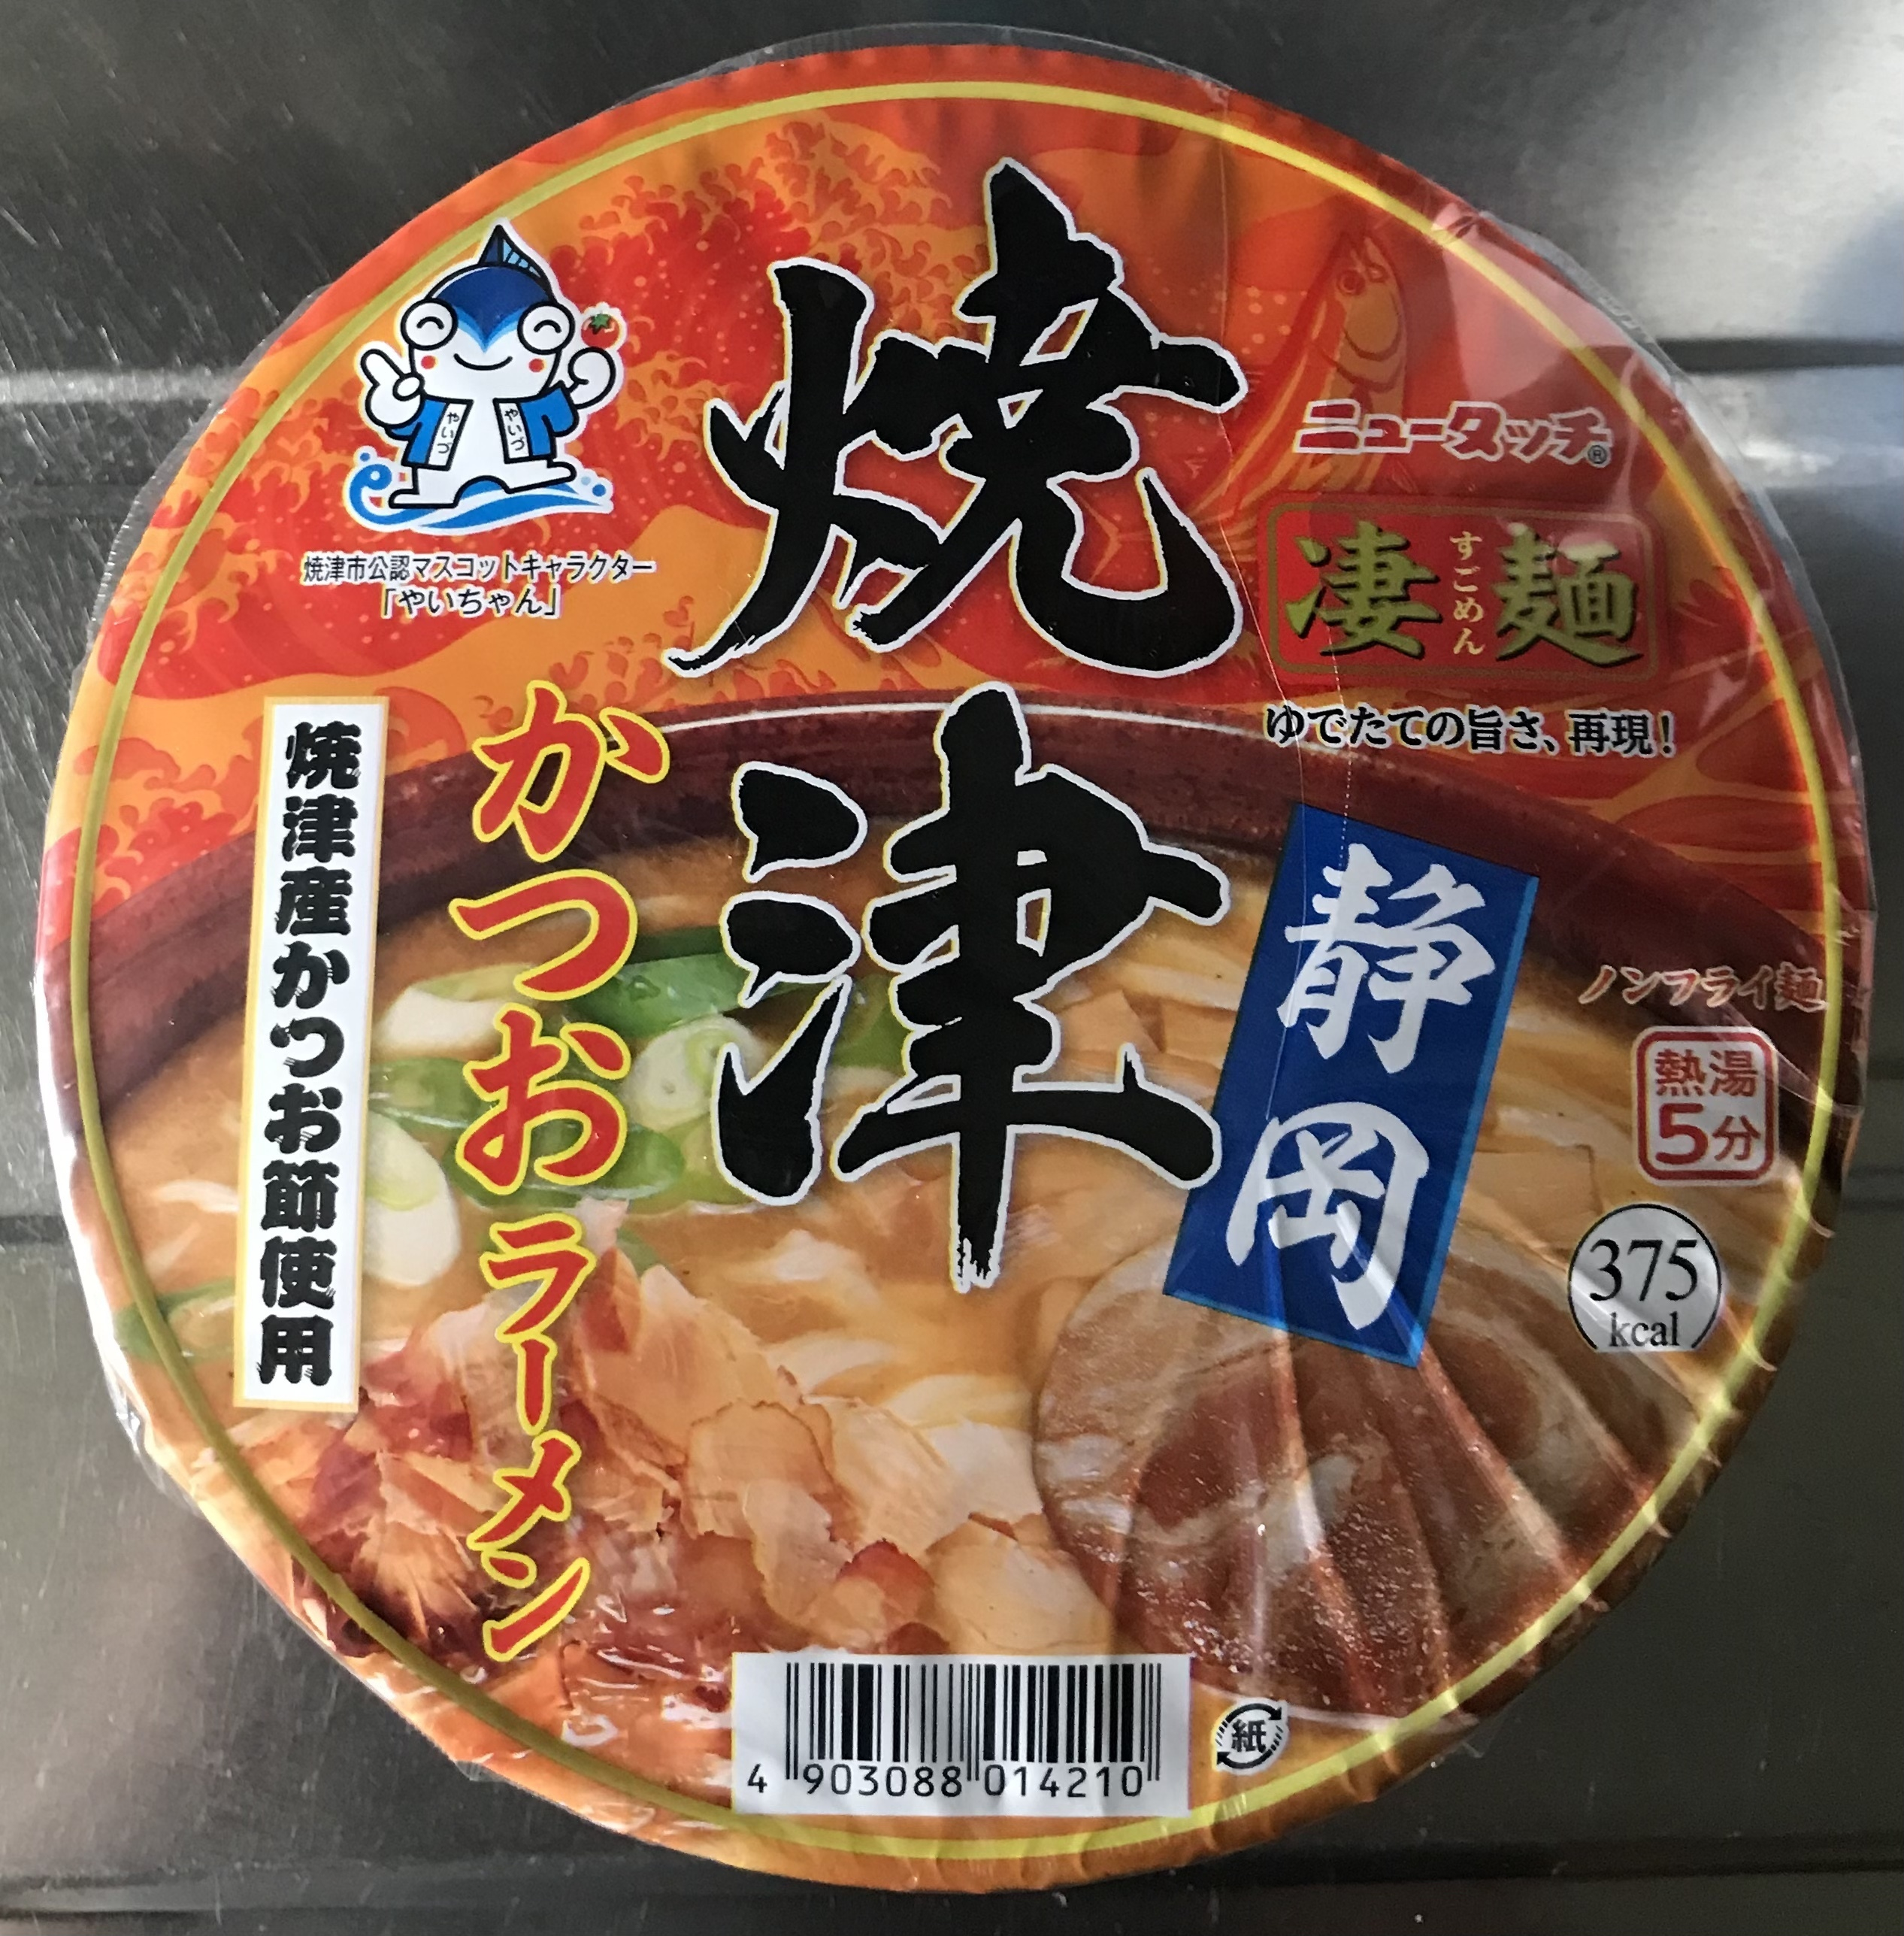 焼津
静岡
かつおラーメン
焼津産かつお節使用
やいづ
やいづ
焼津市公認マスコットキャラクター
「やいちゃん」
ニュータッチ®
凄麺
すごめん
ゆでたての旨さ、再現！
ノンフライ麺
熱湯
5分
375
kcal
紙
4 903088 014210